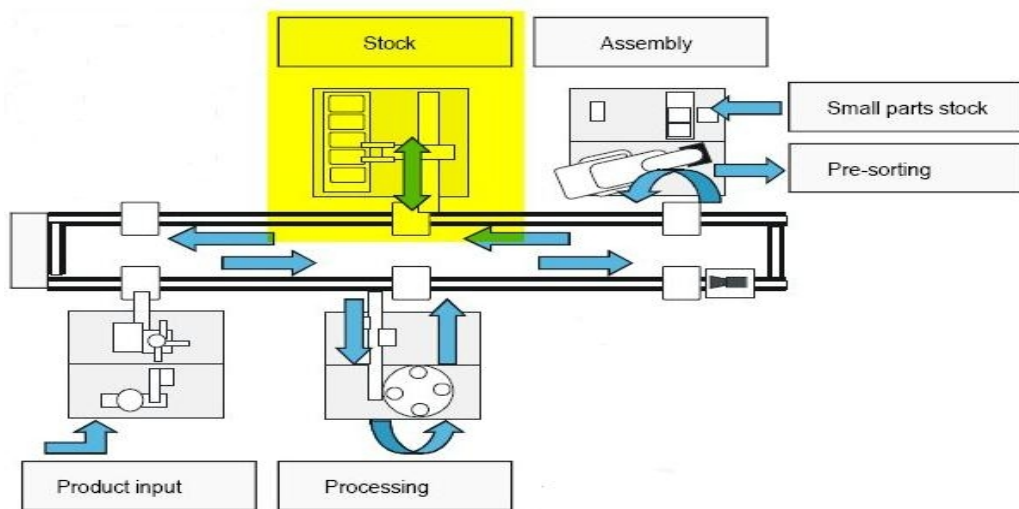 Stock
Assembly
Small parts stock
Pre-sorting
Product input
Processing